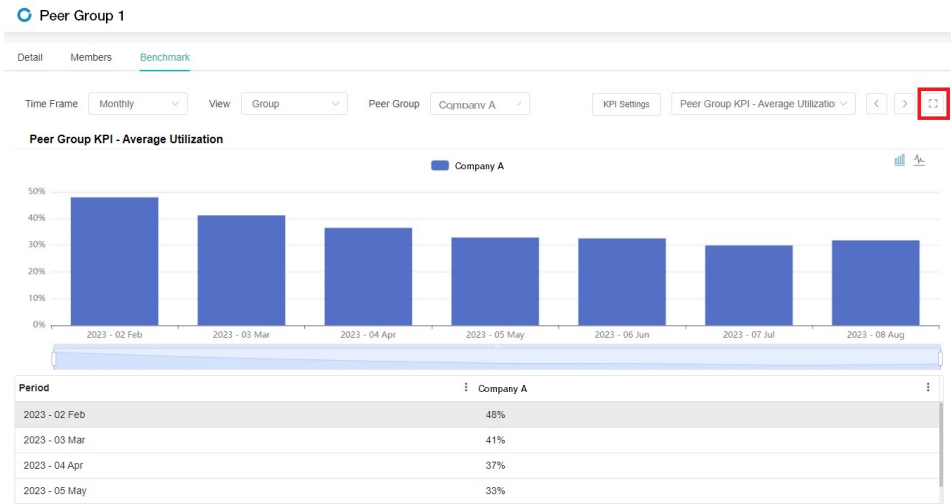 Peer Group 1
Detail Members Benchmark
Time Frame Monthly View Group Peer Group Company A KPI Settings Peer Group KPI - Average Utilizatio
Peer Group KPI - Average Utilization
Company A
50%
40%
30%
20%
10%
0%
2023 - 02 Feb 2023 - 03 Mar 2023 - 04 Apr 2023 - 05 May 2023 - 06 Jun 2023 - 07 Jul 2023 - 08 Aug
Period Company A
2023 - 02 Feb 48%
2023 - 03 Mar 41%
2023 - 04 Apr 37%
2023 - 05 May 33%